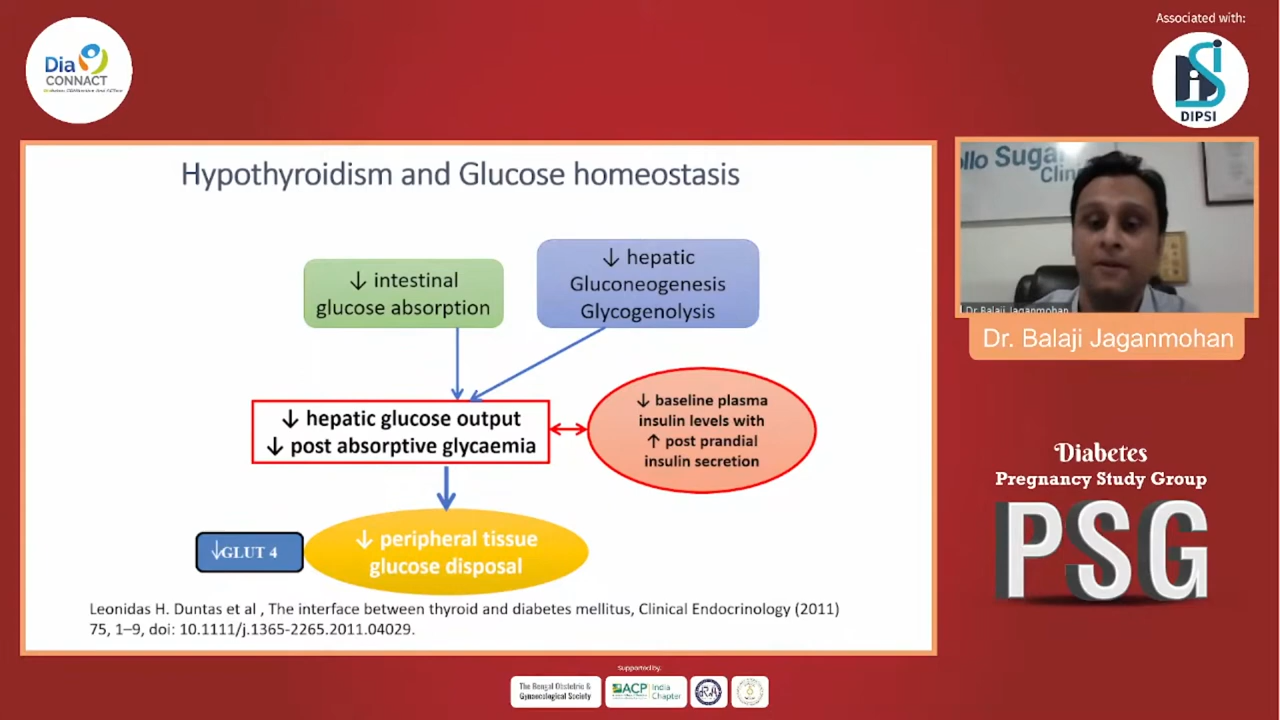 Associated with:
Dia
CONNACT
DIPSI
Hypothyroidism and Glucose homeostasis
↓ intestinal
glucose absorption
↓ hepatic
Gluconeogenesis
Glycogenolysis
↓ hepatic glucose output
↓ post absorptive glycaemia
↓ baseline plasma
insulin levels with
↑ post prandial
insulin secretion
↓GLUT 4
↓ peripheral tissue
glucose disposal
Leonidas H. Duntas et al , The interface between thyroid and diabetes mellitus, Clinical Endocrinology (2011)
75, 1–9, doi: 10.1111/j.1365-2265.2011.04029.
ollo Sugar
Clin
Dr Balaji Jaganmohan
Dr. Balaji Jaganmohan
Diabetes
Pregnancy Study Group
PSG
Supported by:
The Bengal Obstetric &
Gynaecological Society
ACP India
Chapter